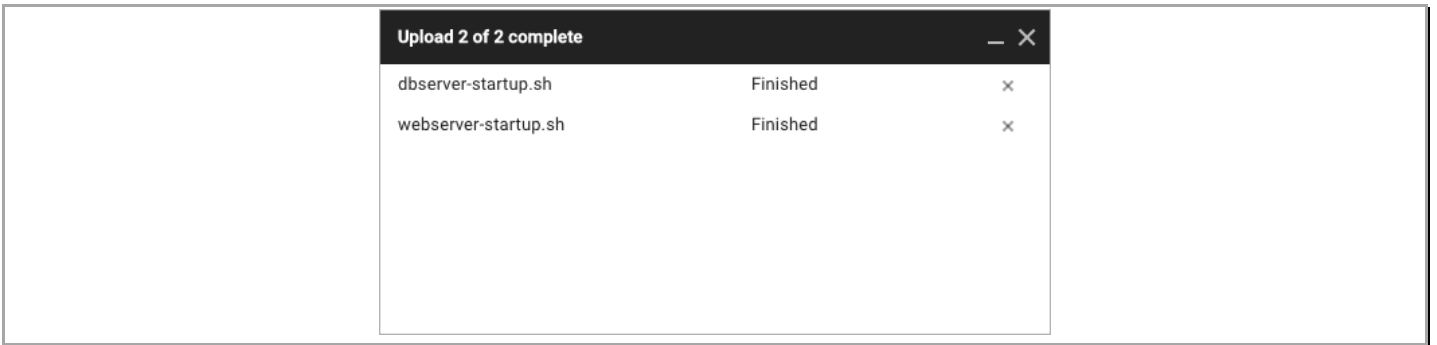 Upload 2 of 2 complete
dbserver-startup.sh Finished
webserver-startup.sh Finished